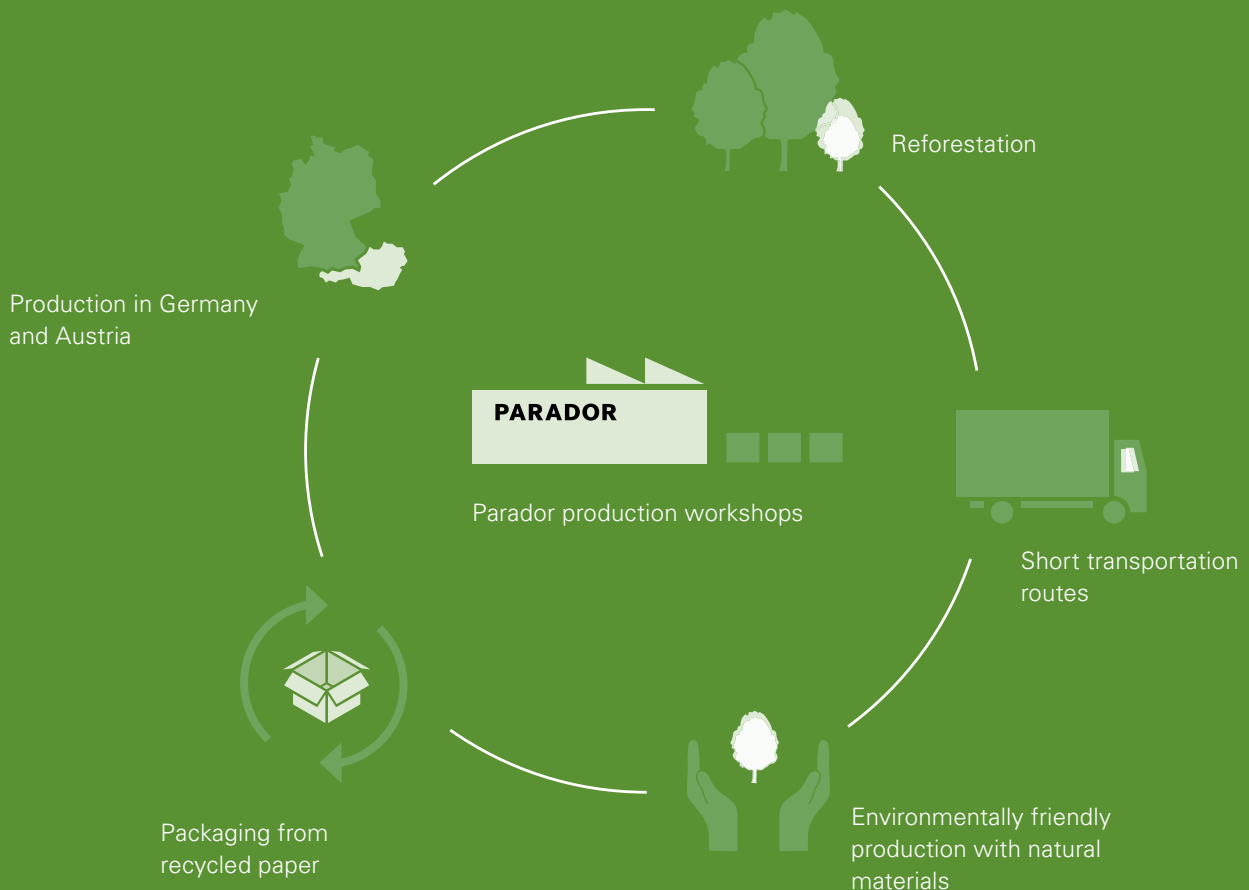 Reforestation
Production in Germany
and Austria
PARADOR
Parador production workshops
Short transportation
routes
Environmentally friendly
production with natural
materials
Packaging from
recycled paper